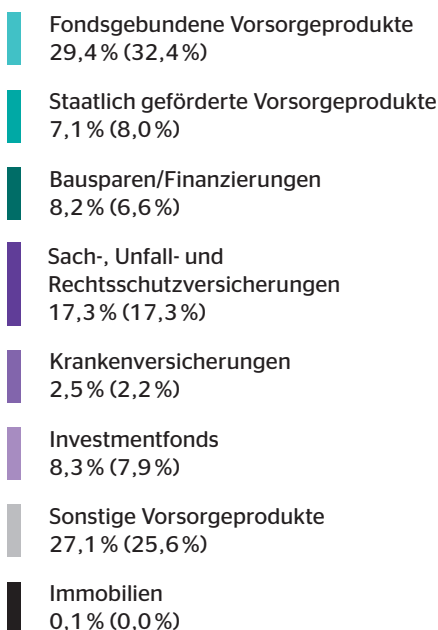 Fondsgebundene Vorsorgeprodukte
29,4 % (32,4 %)
Staatlich geförderte Vorsorgeprodukte
7,1 % (8,0 %)
Bausparen/Finanzierungen
8,2 % (6,6 %)
Sach-, Unfall- und
Rechtsschutzversicherungen
17,3 % (17,3 %)
Krankenversicherungen
2,5 % (2,2 %)
Investmentfonds
8,3 % (7,9 %)
Sonstige Vorsorgeprodukte
27,1 % (25,6 %)
Immobilien
0,1 % (0,0 %)